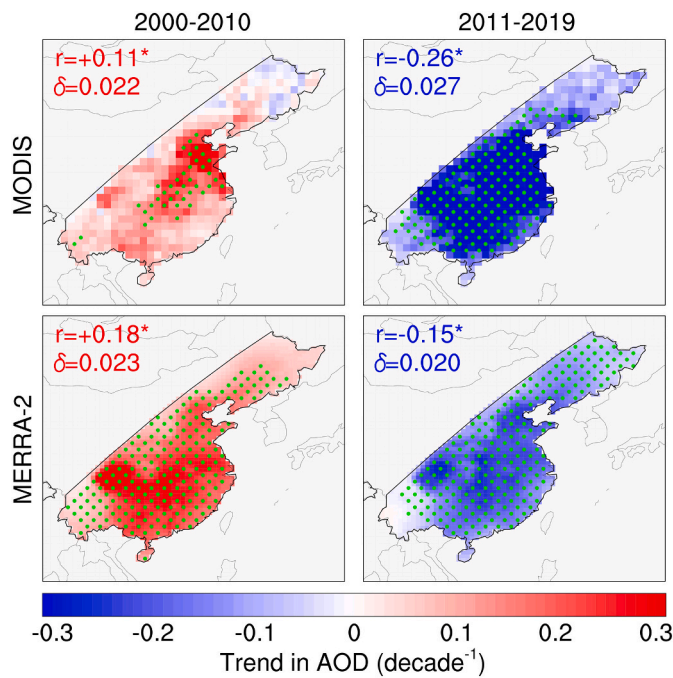 2000-2010
2011-2019
MODIS
r=+0.11*
δ=0.022
r=-0.26*
δ=0.027
MERRA-2
r=+0.18*
δ=0.023
r=-0.15*
δ=0.020
-0.3 -0.2 -0.1 0 0.1 0.2 0.3
Trend in AOD (decade⁻¹)